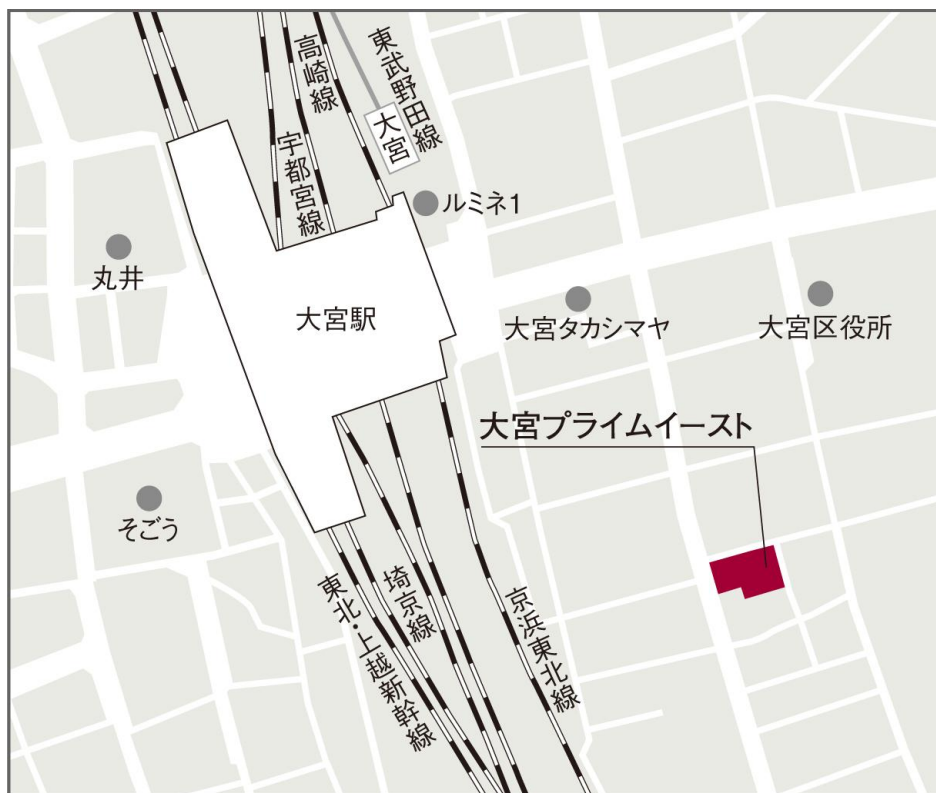 高崎線
東武野田線
大宮
宇都宮線
ルミネ1
丸井
大宮駅
大宮タカシマヤ
大宮区役所
大宮プライムイースト
そごう
東北・上越新幹線
埼京線
京浜東北線